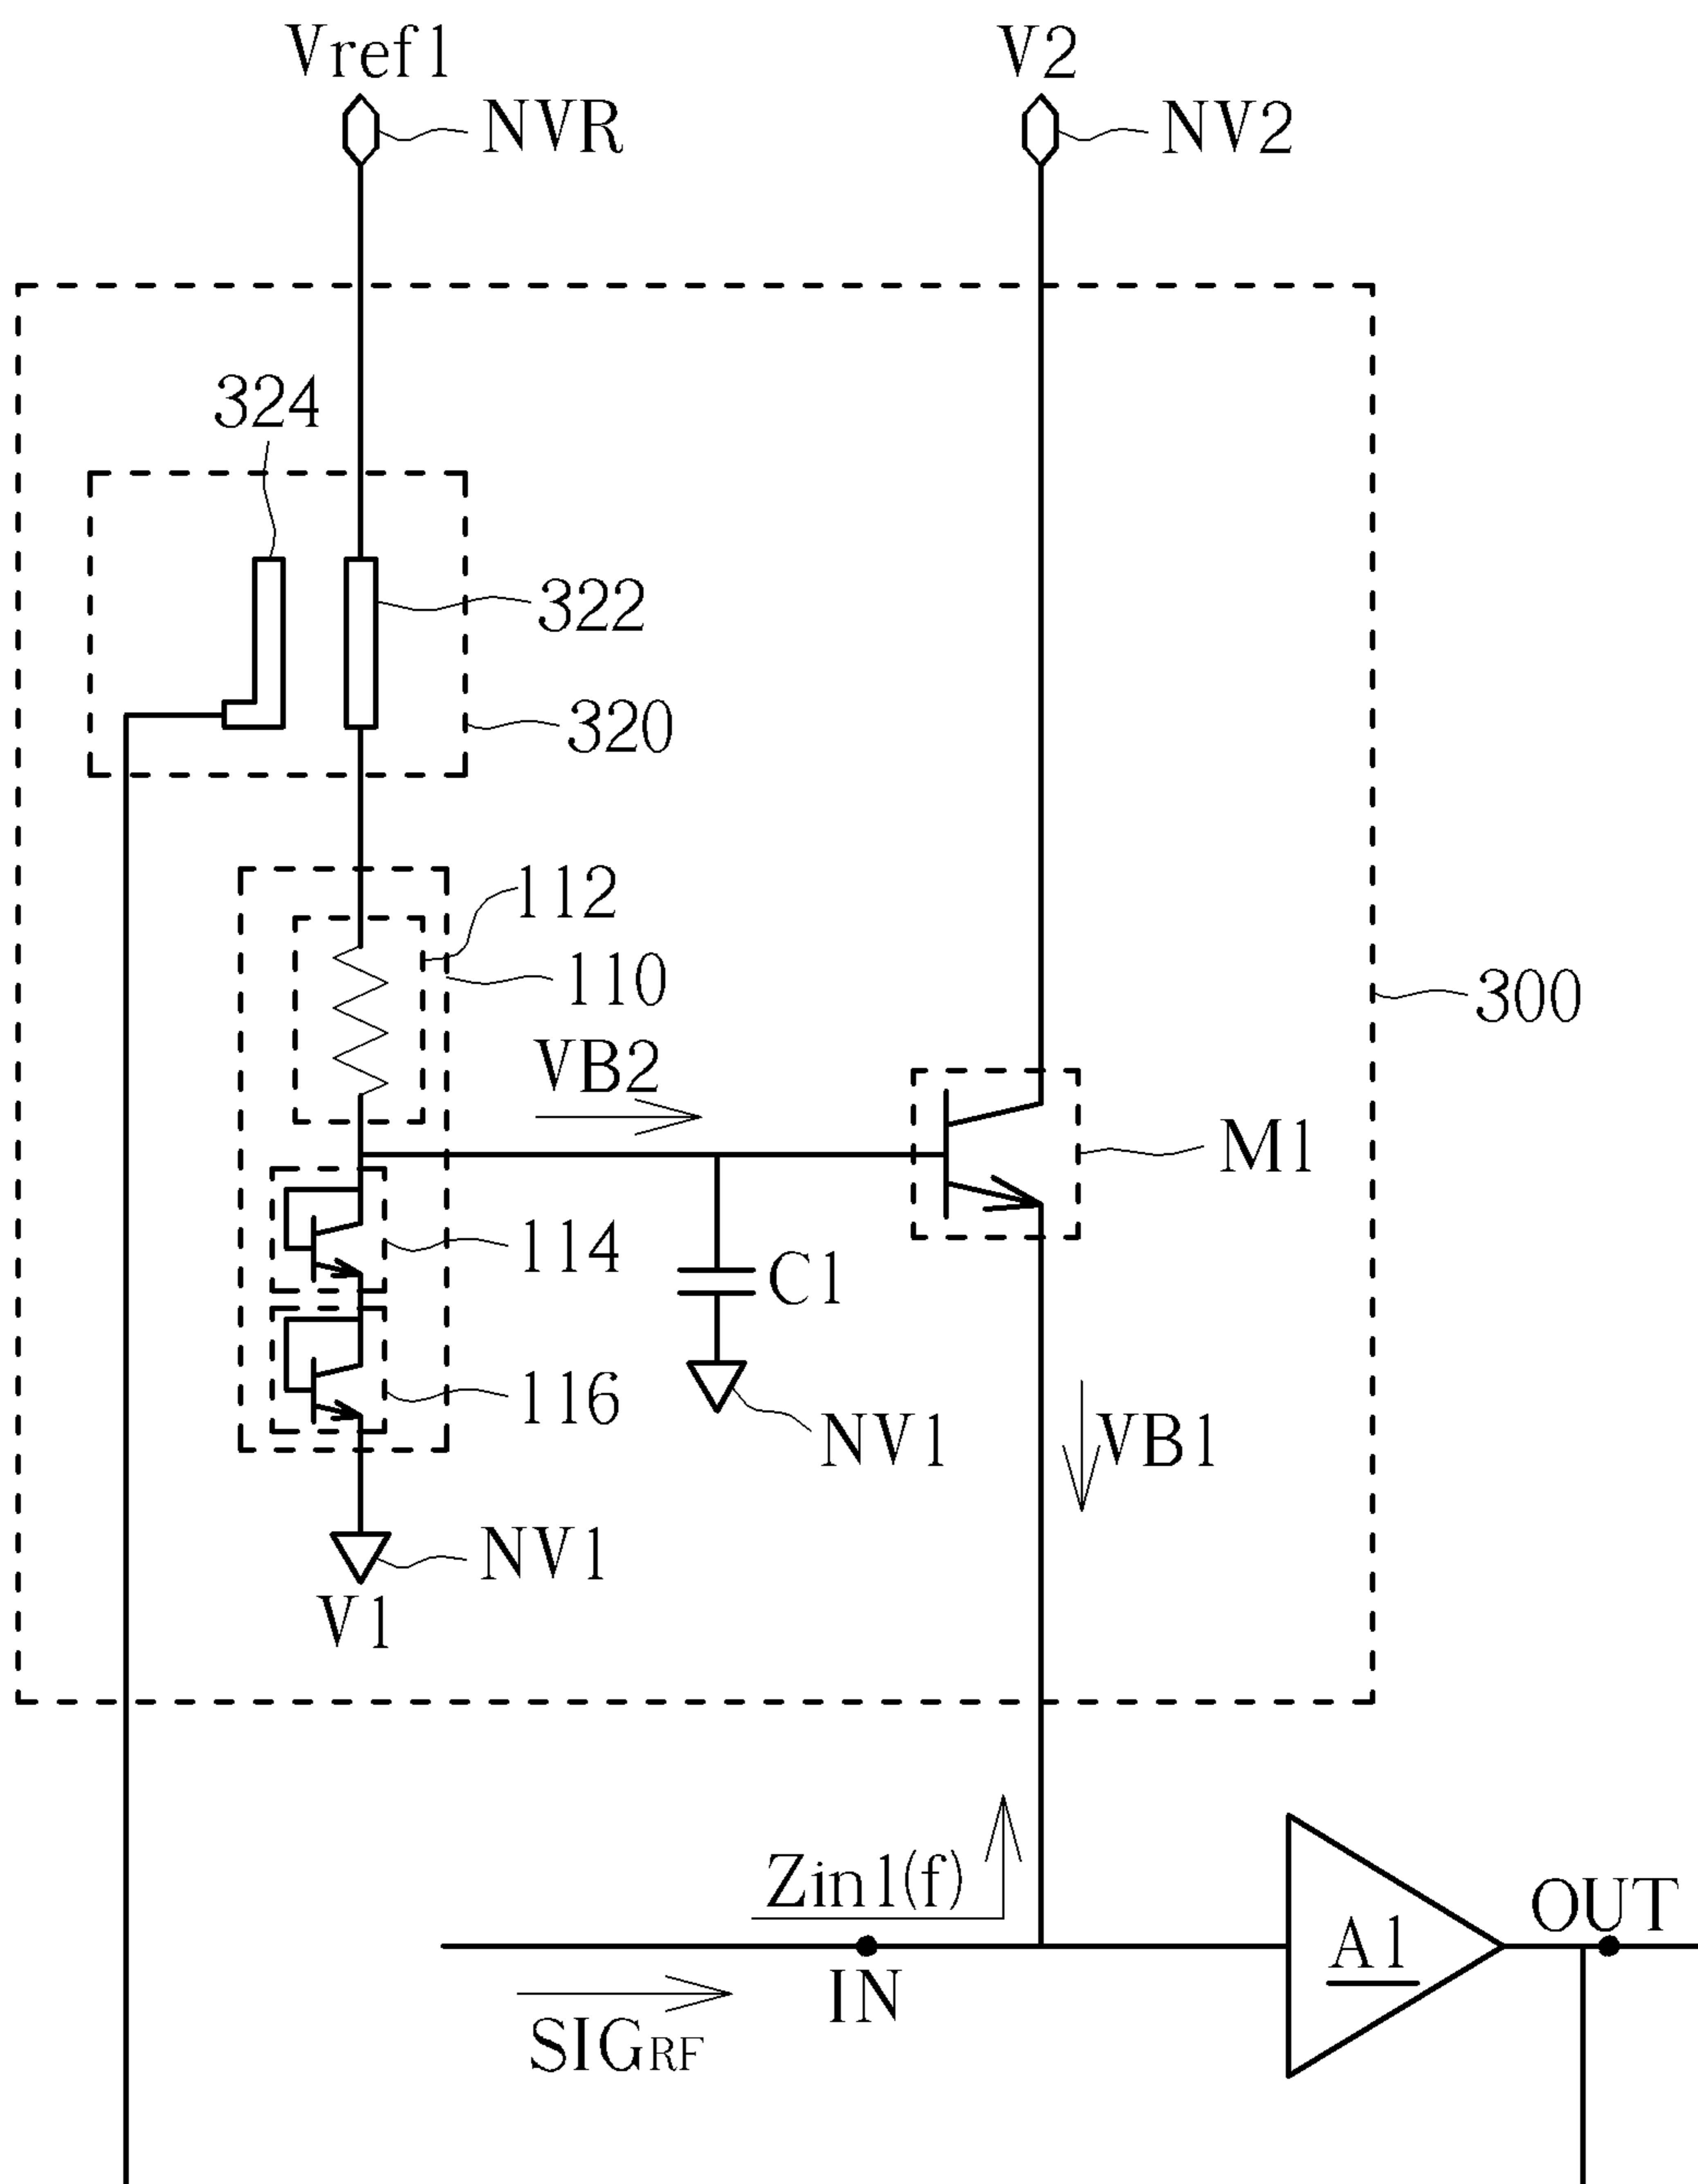 Vref1
V2
NVR
NV2
324
322
320
112
110
300
VB2
M1
114
C1
116
NV1
VB1
NV1
V1
Zin1(f)
OUT
A1
IN
SIGRF